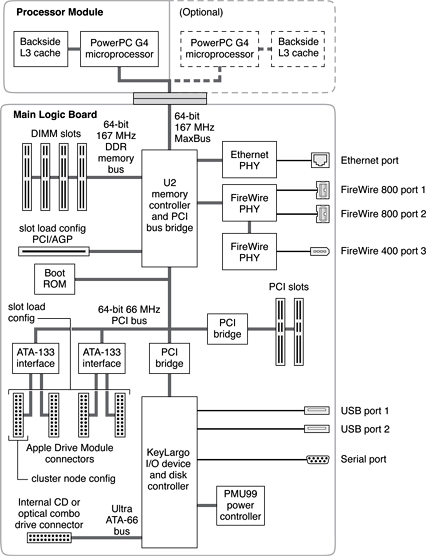 Processor Module
(Optional)
Backside
L3 cache
PowerPC G4
microprocessor
PowerPC G4
microprocessor
Backside
L3 cache
Main Logic Board
DIMM slots
64-bit
167 MHz
DDR
memory
bus
64-bit
167 MHz
MaxBus
U2
memory
controller
and PCI
bus bridge
Ethernet
PHY
Ethernet port
FireWire
PHY
FireWire 800 port 1
FireWire 800 port 2
FireWire
PHY
FireWire 400 port 3
slot load config
PCI/AGP
Boot
ROM
slot load
config
64-bit 66 MHz
PCI bus
PCI slots
PCI
bridge
ATA-133
interface
ATA-133
interface
PCI
bridge
Apple Drive Module
connectors
cluster node config
KeyLargo
I/O device
and disk
controller
USB port 1
USB port 2
Serial port
PMU99
power
controller
Internal CD or
optical combo
drive connector
Ultra
ATA-66
bus